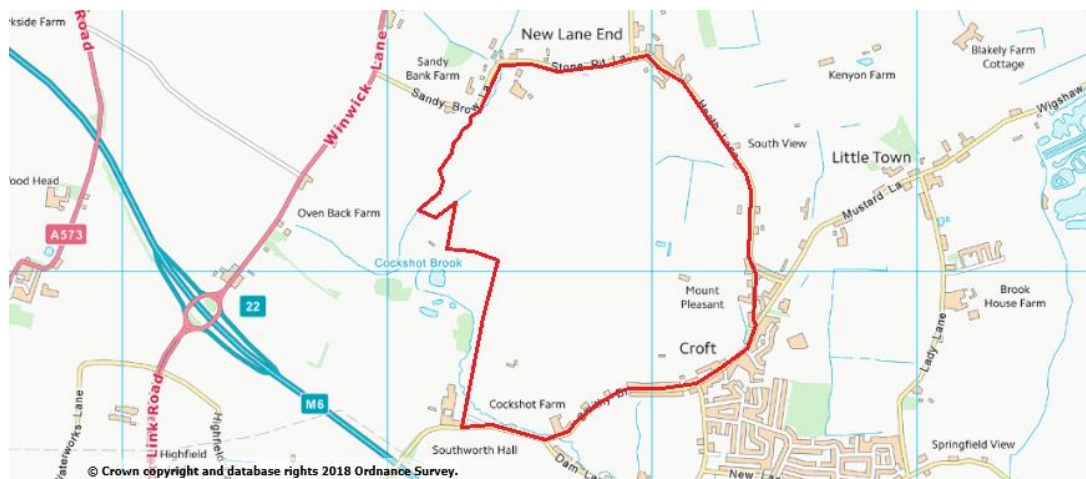 rkside Farm
Road
New Lane End
Sandy
Bank Farm
Stone Pit La
Sandy Brow La
Winwick Lane
Blakely Farm
Cottage
Kenyon Farm
Wigshaw
Heath Lane
South View
Little Town
Mustard La
ood Head
A573
Oven Back Farm
Cockshot Brook
22
Mount
Pleasant
Brook
House Farm
Croft
Lady Lane
M6
Link Road
Waterworks Lane
Highfield
Highfield
Cockshot Farm
Southworth Hall
Dam La
New Lane
Springfield View
© Crown copyright and database rights 2018 Ordnance Survey.